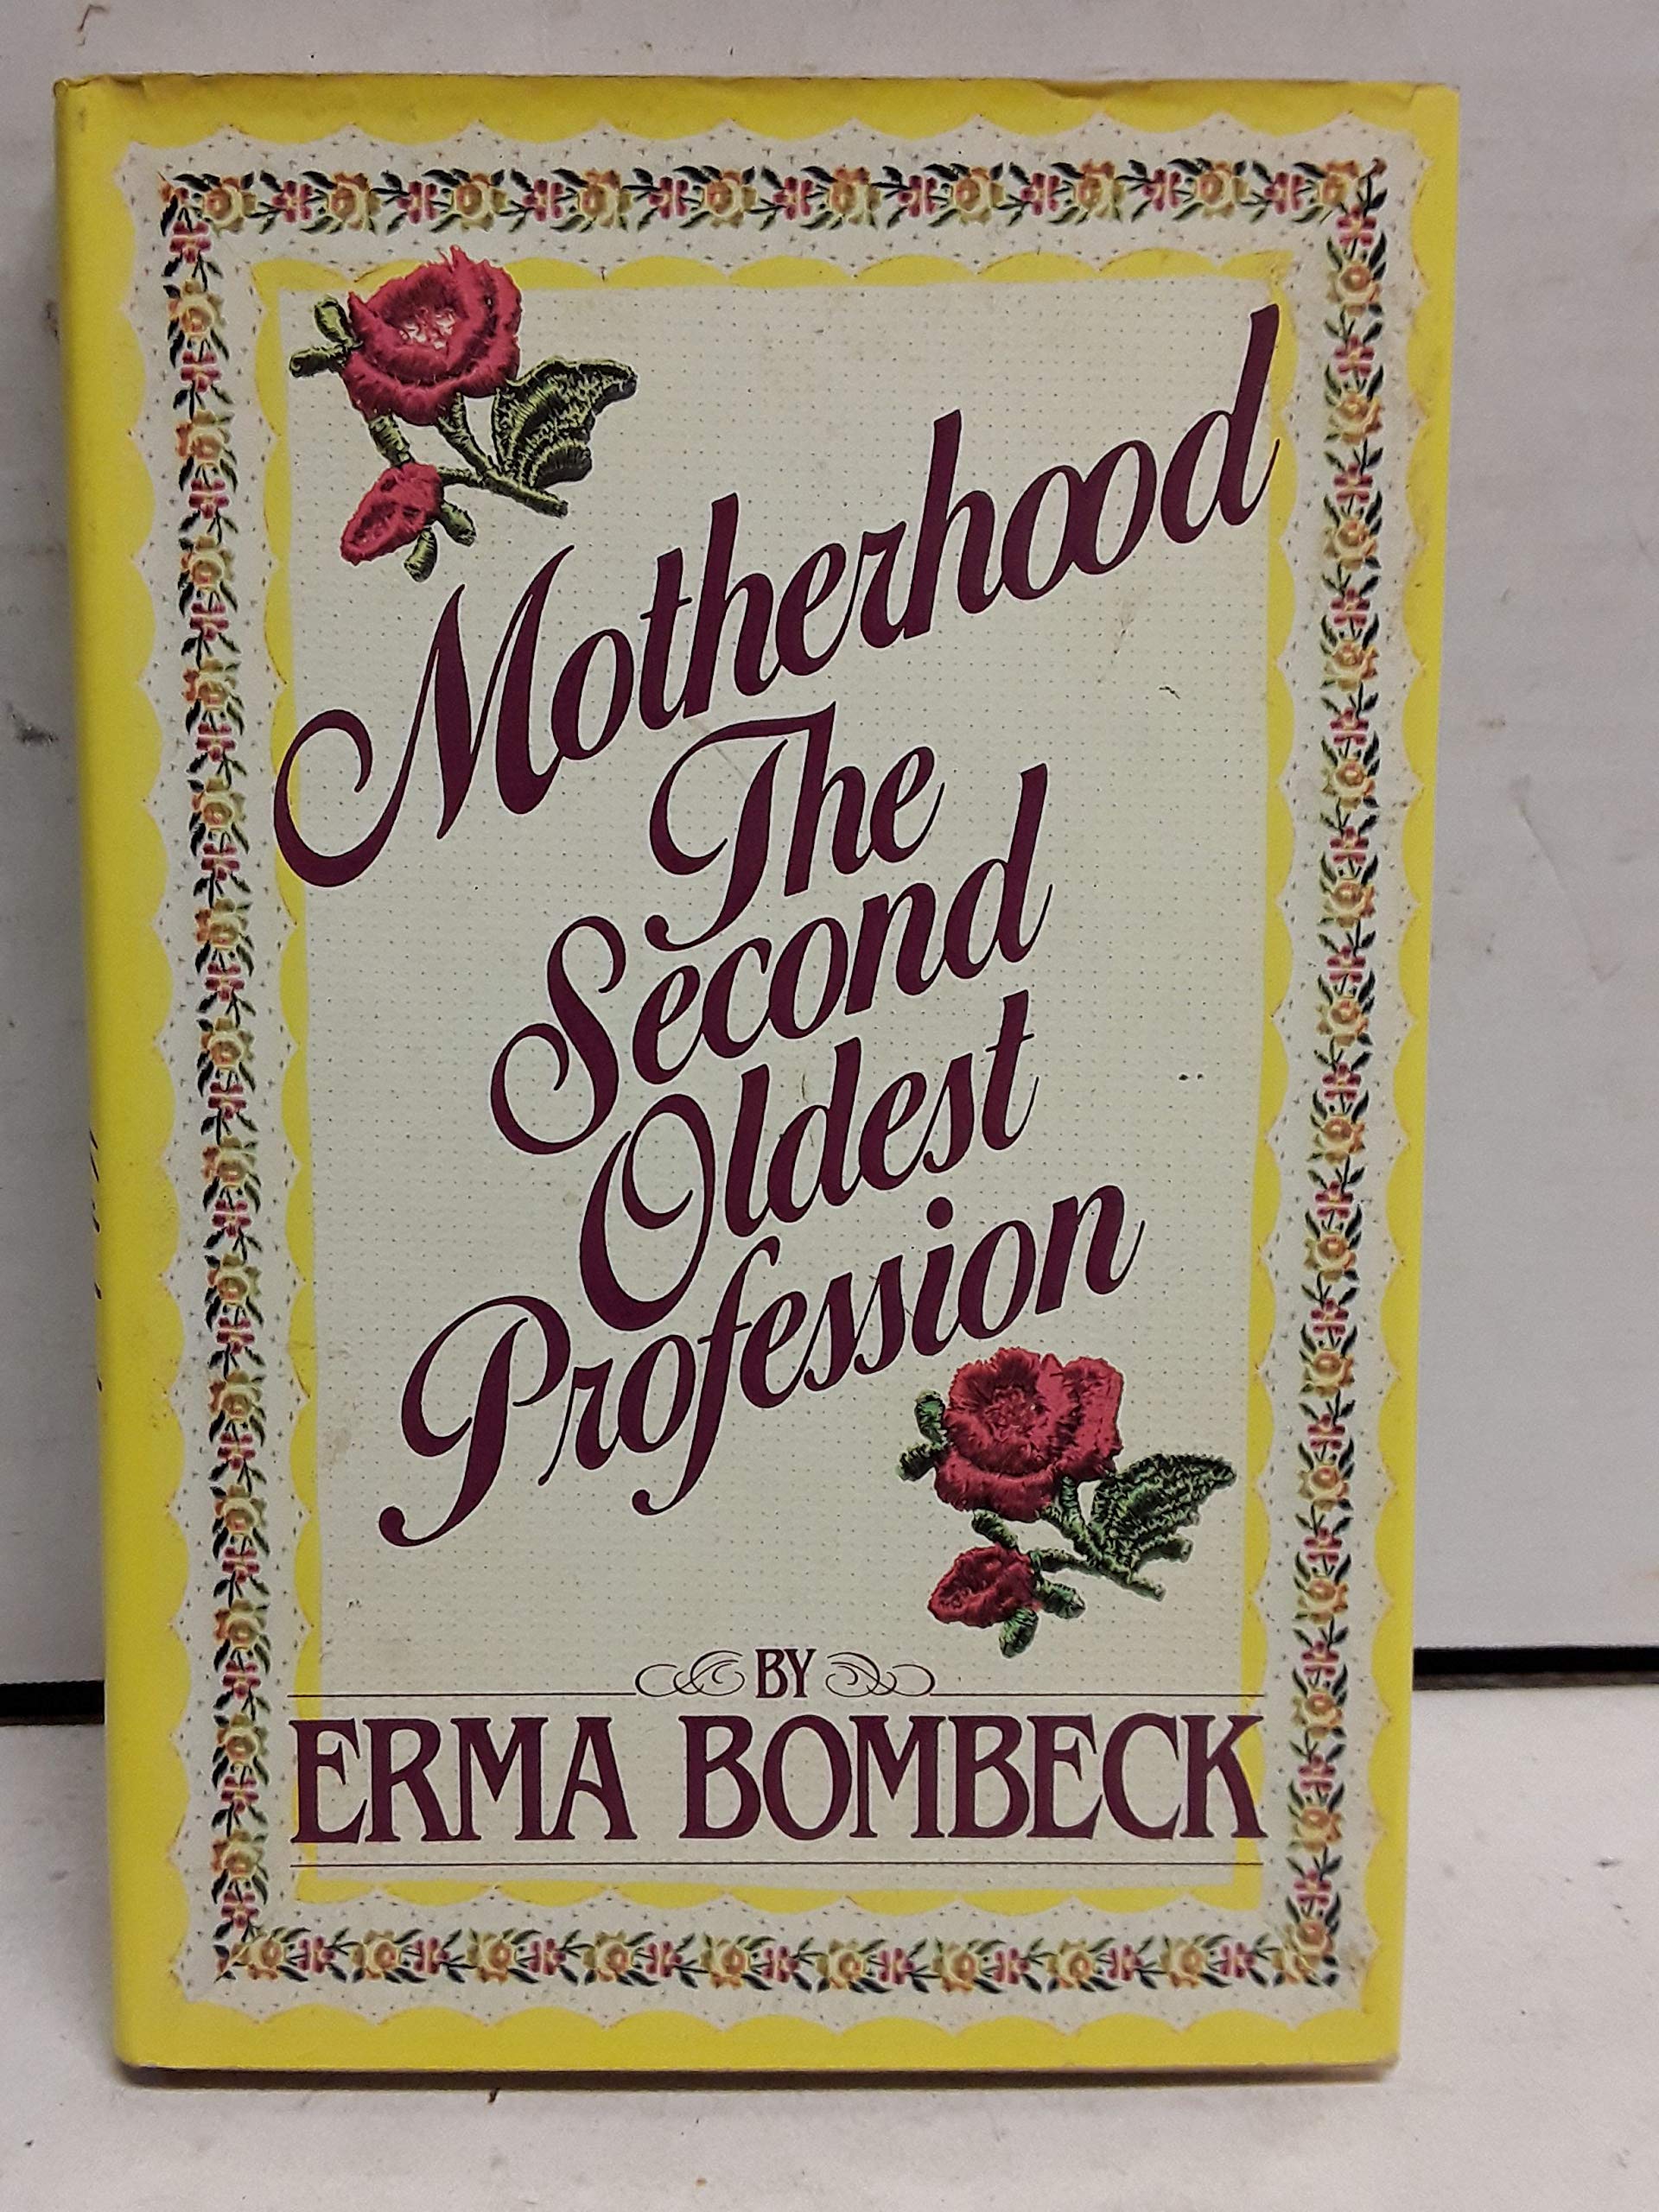 Motherhood
The
Second
Oldest
Profession
BY
ERMA BOMBECK